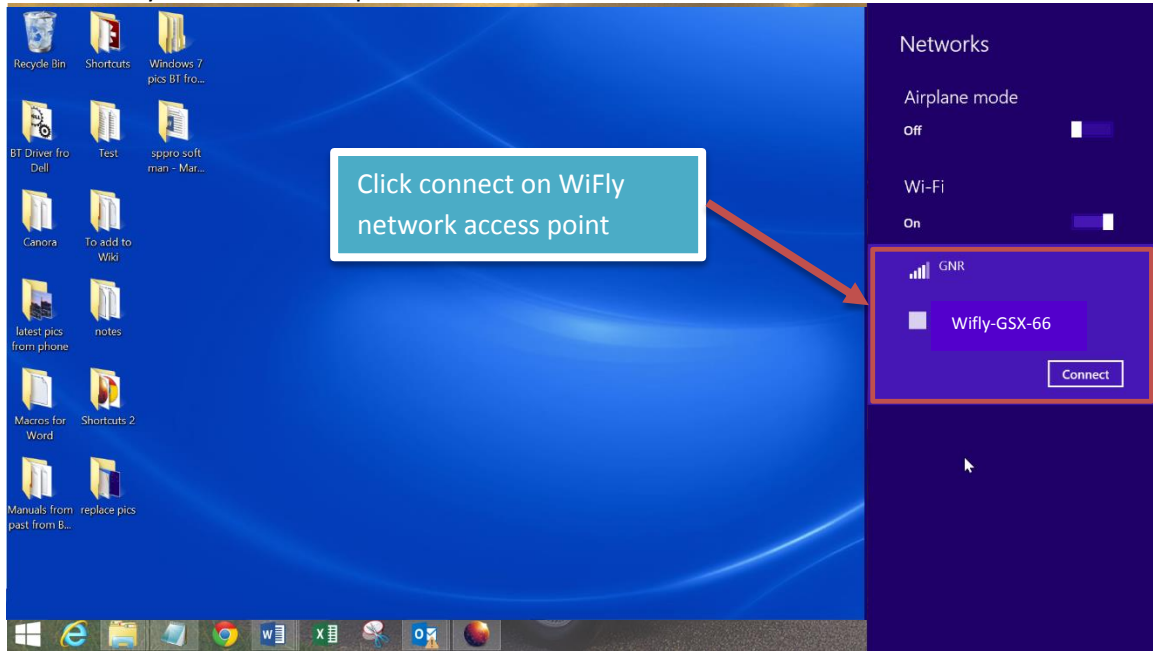 Recycle Bin
Shortcuts
Windows 7
pics BT fro...
BT Driver fro
Dell
Test
sppro soft
man - Mar...
Canora
To add to
Wiki
latest pics
from phone
notes
Macros for
Word
Shortcuts 2
Manuals from
past from B...
replace pics
Click connect on WiFly
network access point
Networks
Airplane mode
Off
Wi-Fi
On
GNR
Wifly-GSX-66
Connect